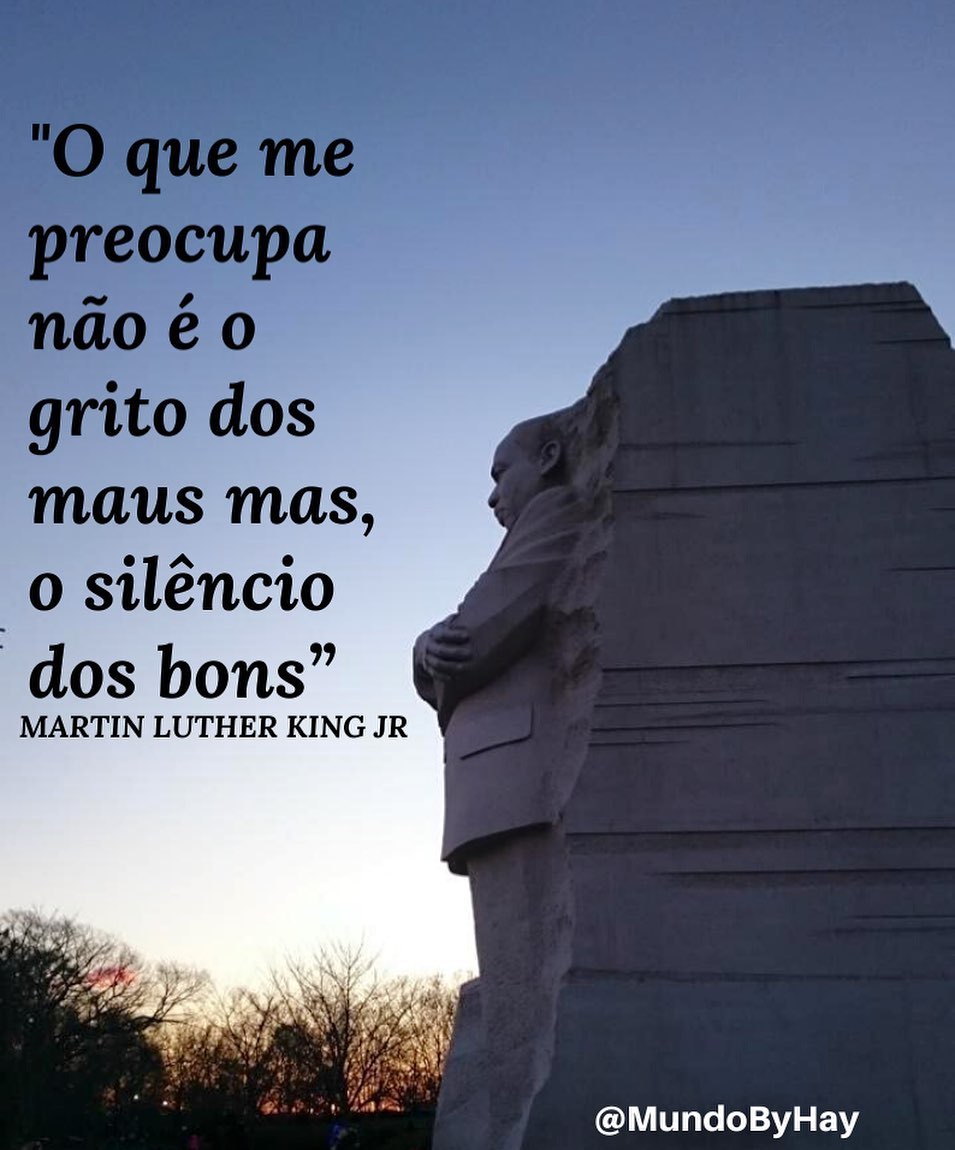 "O que me
preocupa
não é o
grito dos
maus mas,
o silêncio
dos bons”
MARTIN LUTHER KING JR
@MundoByHay